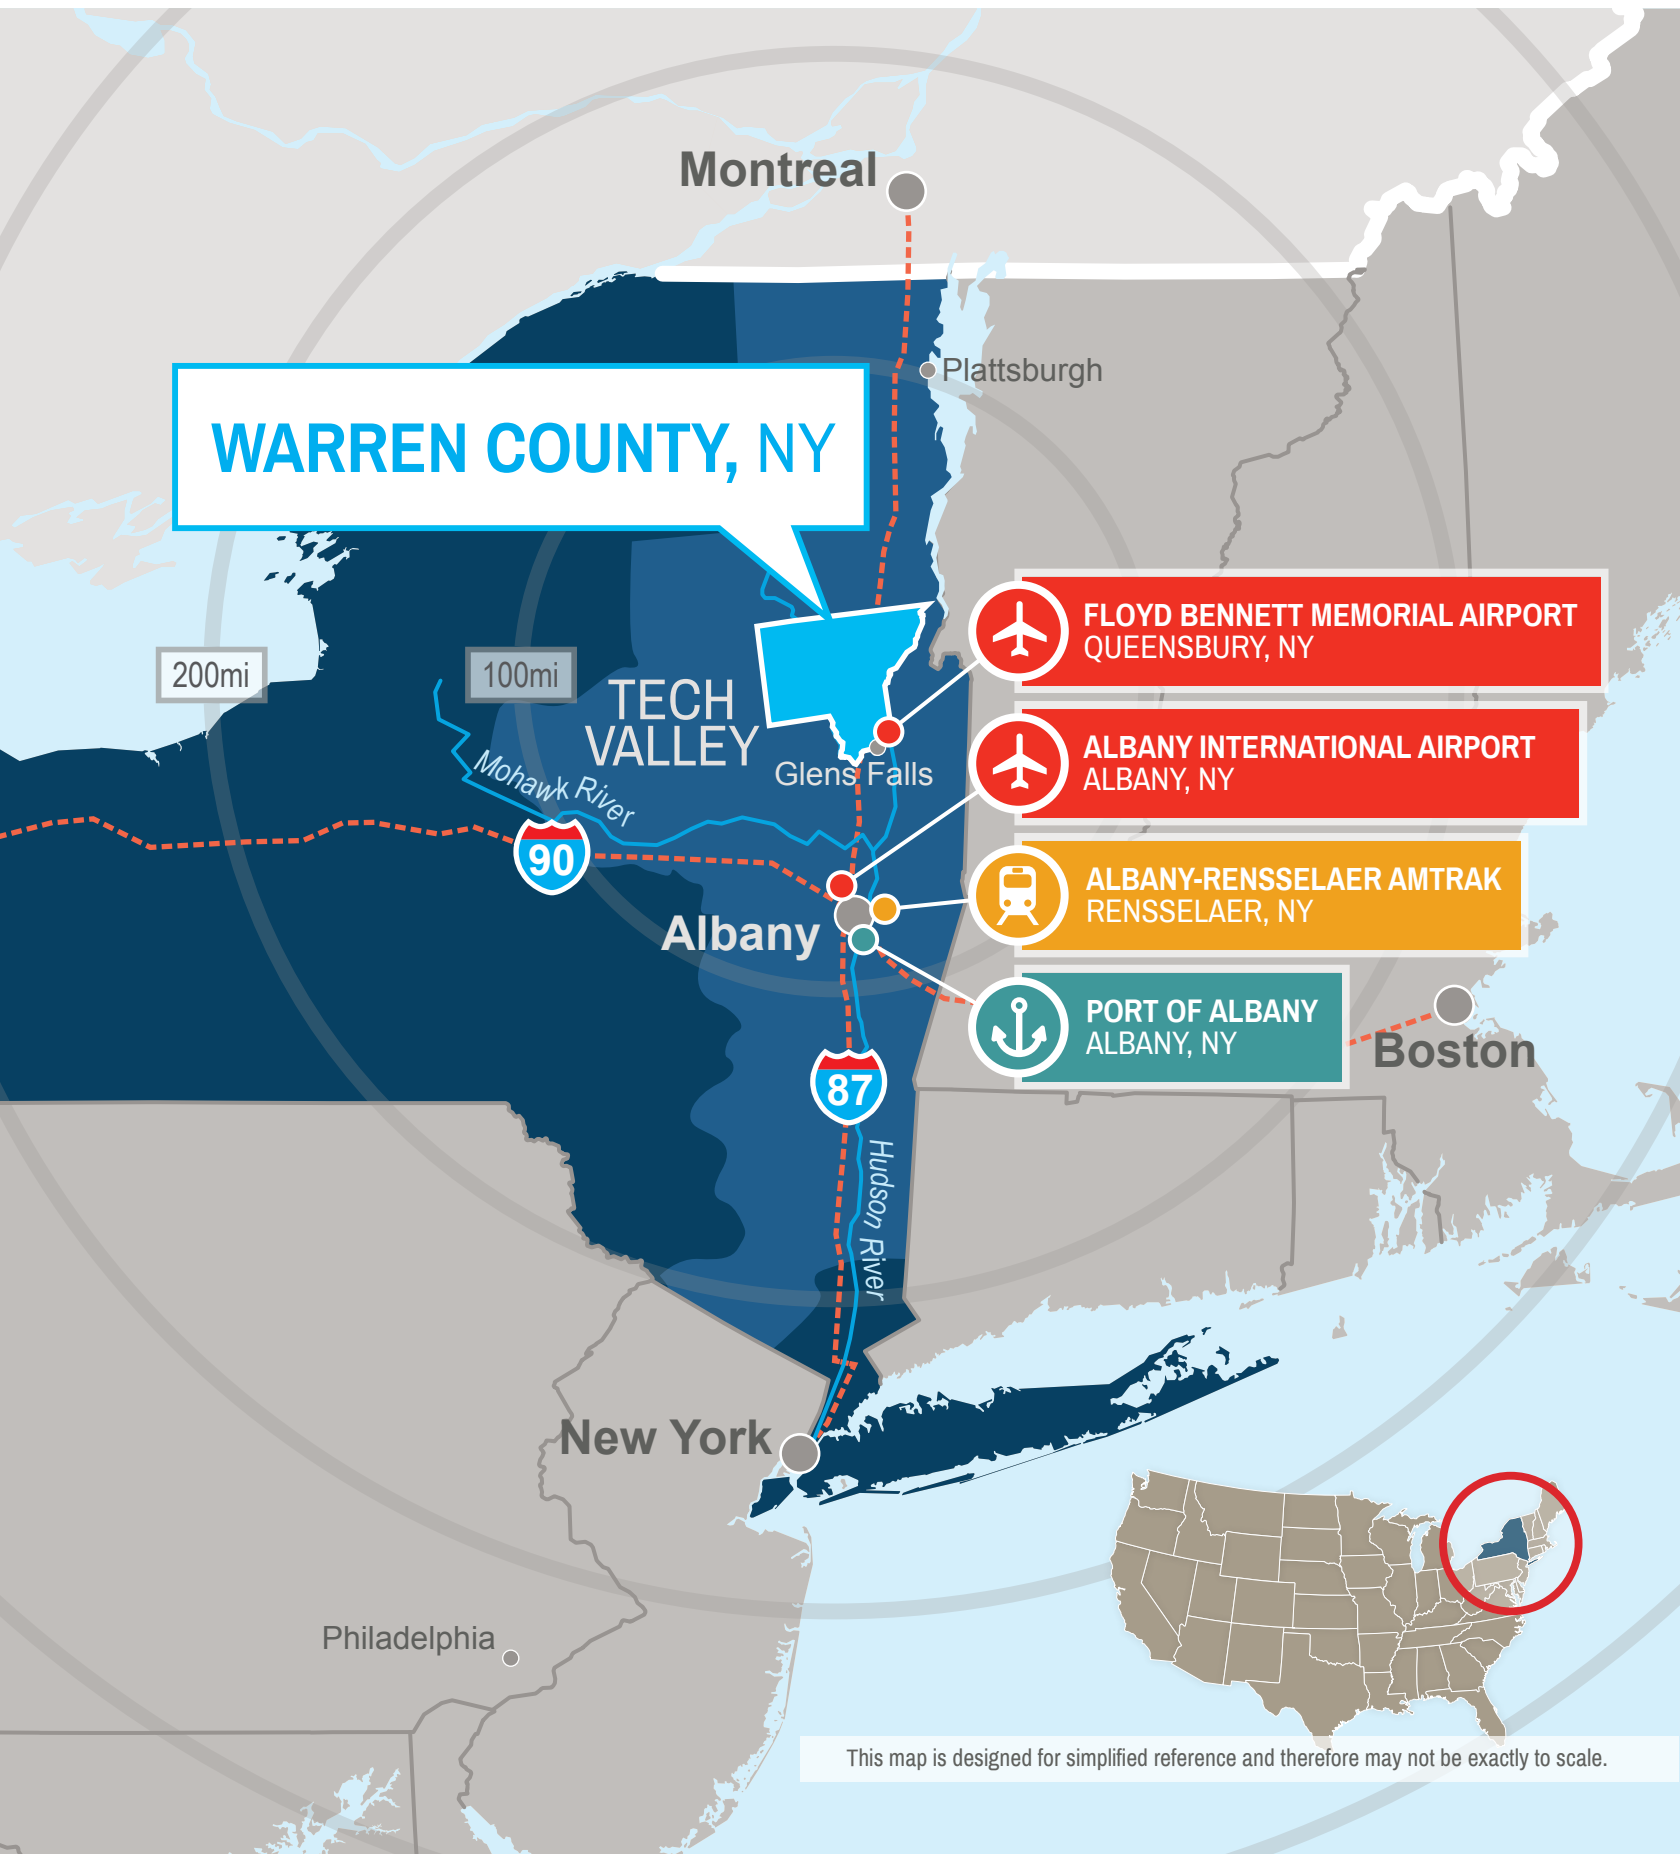 Montreal
Plattsburgh
WARREN COUNTY, NY
FLOYD BENNETT MEMORIAL AIRPORT
QUEENSBURY, NY
200mi
100mi
TECH
VALLEY
Glens Falls
Mohawk River
ALBANY INTERNATIONAL AIRPORT
ALBANY, NY
90
ALBANY-RENSSELAER AMTRAK
RENSSELAER, NY
Albany
PORT OF ALBANY
ALBANY, NY
Boston
87
Hudson River
New York
Philadelphia
This map is designed for simplified reference and therefore may not be exactly to scale.